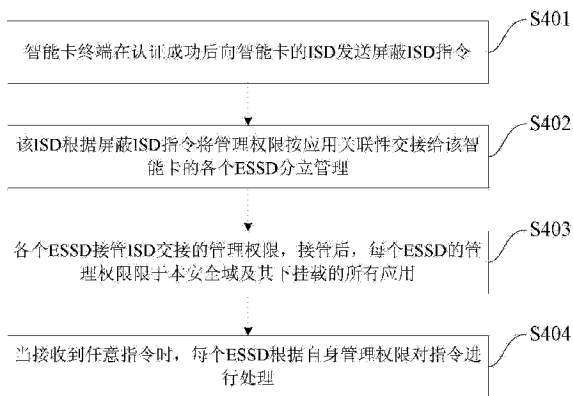 S401
智能卡终端在认证成功后向智能卡的ISD发送屏蔽ISD指令
S402
该ISD根据屏蔽ISD指令将管理权限按应用关联性交接给该智
能卡的各个ESSD分立管理
S403
各个ESSD接管ISD交接的管理权限，接管后，每个ESSD的管
理权限限于本安全域及其下挂载的所有应用
S404
当接收到任意指令时，每个ESSD根据自身管理权限对指令进
行处理